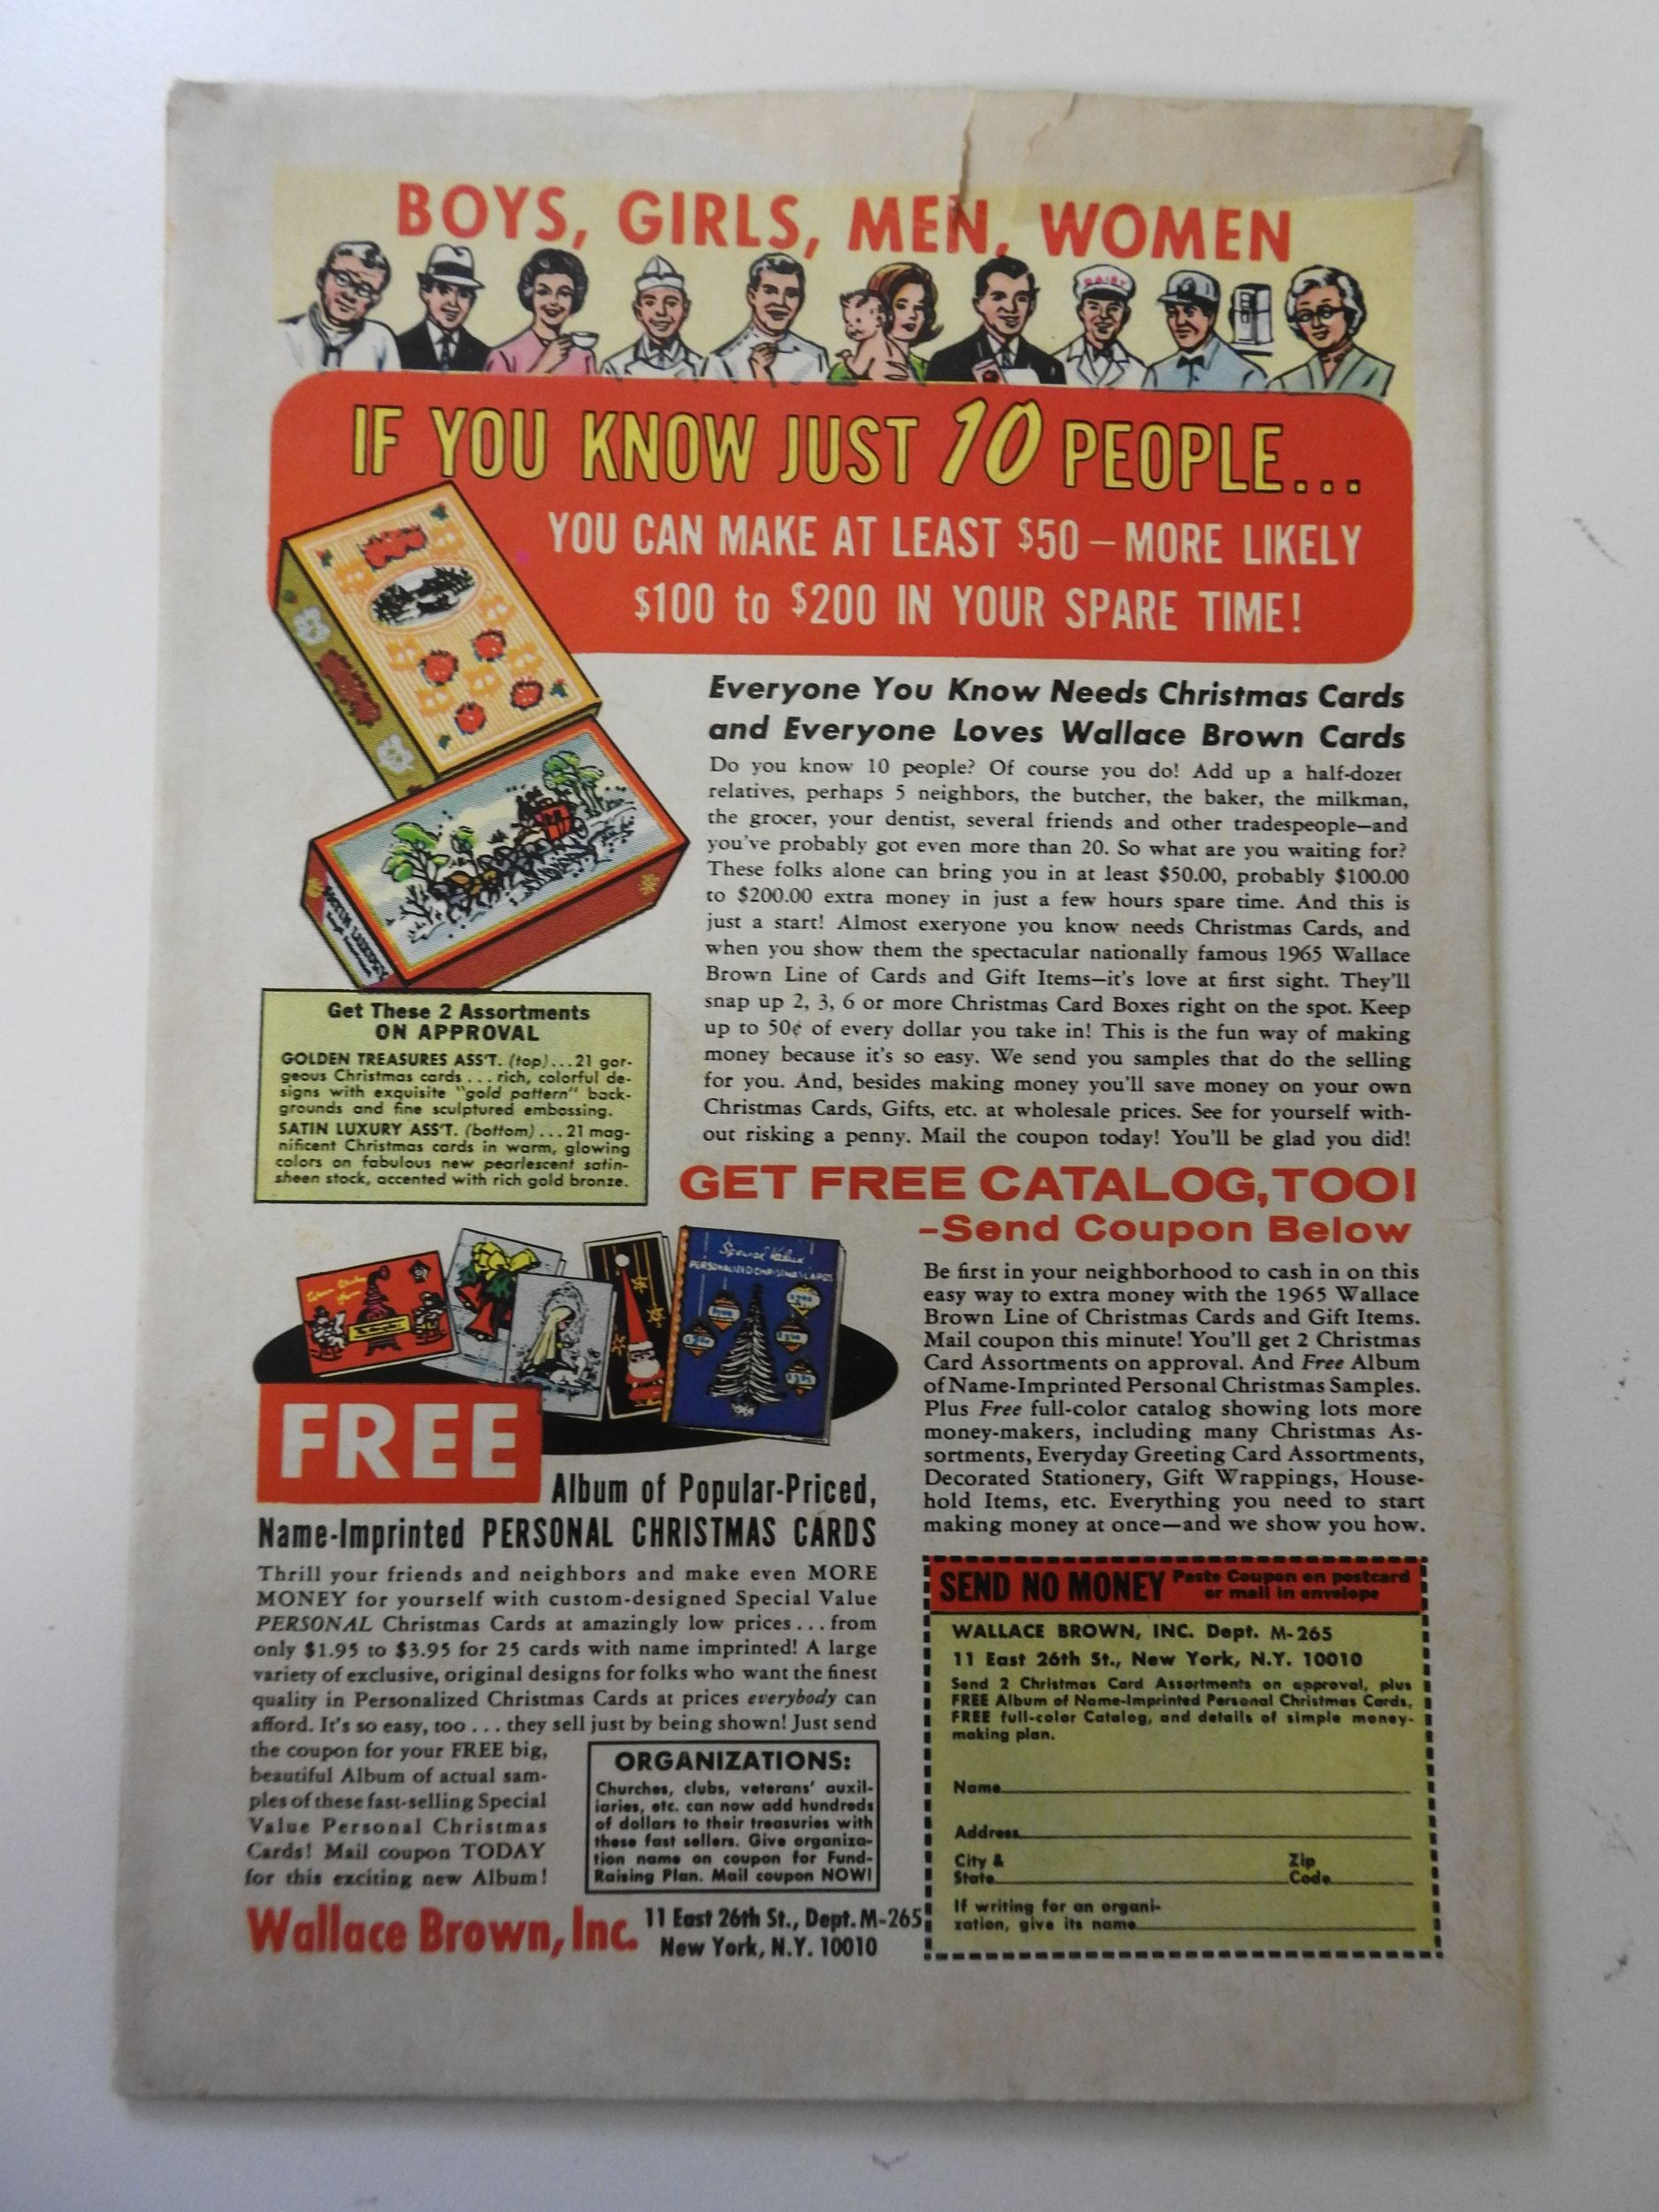 BOYS, GIRLS, MEN, WOMEN
DAIRY
IF YOU KNOW JUST 10 PEOPLE...
YOU CAN MAKE AT LEAST $50 – MORE LIKELY
$100 to $200 IN YOUR SPARE TIME!
Everyone You Know Needs Christmas Cards
and Everyone Loves Wallace Brown Cards
Do you know 10 people? Of course you do! Add up a half-dozer
relatives, perhaps 5 neighbors, the butcher, the baker, the milkman,
the grocer, your dentist, several friends and other tradespeople—and
you've probably got even more than 20. So what are you waiting for?
These folks alone can bring you in at least $50.00, probably $100.00
to $200.00 extra money in just a few hours spare time. And this is
just a start! Almost exeryone you know needs Christmas Cards, and
when you show them the spectacular nationally famous 1965 Wallace
Brown Line of Cards and Gift Items—it's love at first sight. They'll
snap up 2, 3, 6 or more Christmas Card Boxes right on the spot. Keep
up to 50¢ of every dollar you take in! This is the fun way of making
money because it's so easy. We send you samples that do the selling
for you. And, besides making money you'll save money on your own
Christmas Cards, Gifts, etc. at wholesale prices. See for yourself with-
out risking a penny. Mail the coupon today! You'll be glad you did!
SATIN LUXURY
Get These 2 Assortments
ON APPROVAL
GOLDEN TREASURES ASS'T. (top)...21 gor-
geous Christmas cards ... rich, colorful de-
signs with exquisite "gold pattern" back-
grounds and fine sculptured embossing.
SATIN LUXURY ASS'T. (bottom)...21 mag-
nificent Christmas cards in warm, glowing
colors on fabulous new pearlescent satin-
sheen stock, accented with rich gold bronze.
GET FREE CATALOG, TOO!
–Send Coupon Below
Be first in your neighborhood to cash in on this
easy way to extra money with the 1965 Wallace
Brown Line of Christmas Cards and Gift Items.
Mail coupon this minute! You'll get 2 Christmas
Card Assortments on approval. And Free Album
of Name-Imprinted Personal Christmas Samples.
Plus Free full-color catalog showing lots more
money-makers, including many Christmas As-
sortments, Everyday Greeting Card Assortments,
Decorated Stationery, Gift Wrappings, House-
hold Items, etc. Everything you need to start
making money at once—and we show you how.
Special Value
PERSONALIZED CHRISTMAS CARDS
FREE
Album of Popular-Priced,
Name-Imprinted PERSONAL CHRISTMAS CARDS
Thrill your friends and neighbors and make even MORE
MONEY for yourself with custom-designed Special Value
PERSONAL Christmas Cards at amazingly low prices ... from
only $1.95 to $3.95 for 25 cards with name imprinted! A large
variety of exclusive, original designs for folks who want the finest
quality in Personalized Christmas Cards at prices everybody can
afford. It's so easy, too ... they sell just by being shown! Just send
the coupon for your FREE big,
beautiful Album of actual sam-
ples of these fast-selling Special
Value Personal Christmas
Cards! Mail coupon TODAY
for this exciting new Album!
ORGANIZATIONS:
Churches, clubs, veterans' auxil-
iaries, etc. can now add hundreds
of dollars to their treasuries with
these fast sellers. Give organiza-
tion name on coupon for Fund-
Raising Plan. Mail coupon NOW!
Wallace Brown, Inc. 11 East 26th St., Dept. M-265
New York, N.Y. 10010
SEND NO MONEY Paste Coupon on postcard
or mail in envelope
WALLACE BROWN, INC. Dept. M-265
11 East 26th St., New York, N.Y. 10010
Send 2 Christmas Card Assortments on approval, plus
FREE Album of Name-Imprinted Personal Christmas Cards,
FREE full-color Catalog, and details of simple money-
making plan.
Name
Address
City &
State
Zip
Code
If writing for an organi-
zation, give its name